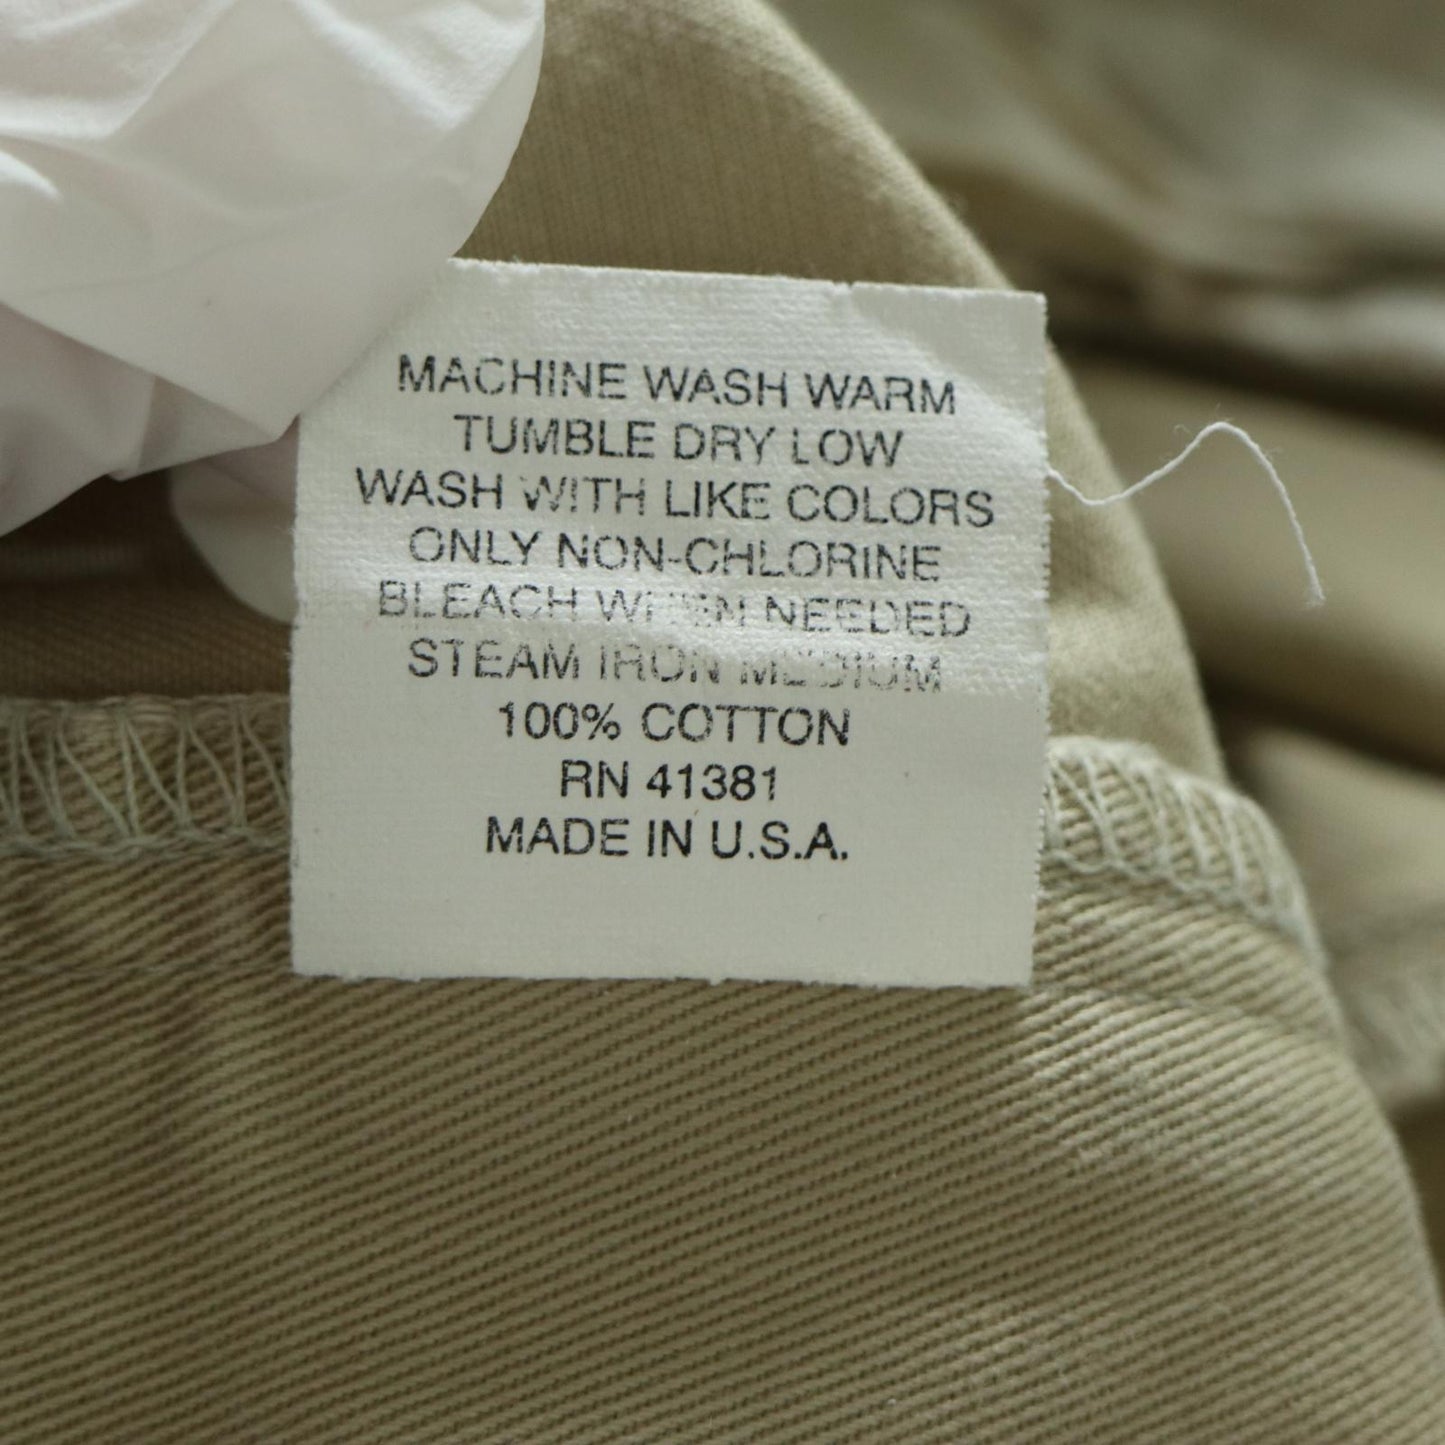 MACHINE WASH WARM
TUMBLE DRY LOW
WASH WITH LIKE COLORS
ONLY NON-CHLORINE
BLEACH WHEN NEEDED
STEAM IRON MEDIUM
100% COTTON
RN 41381
MADE IN U.S.A.